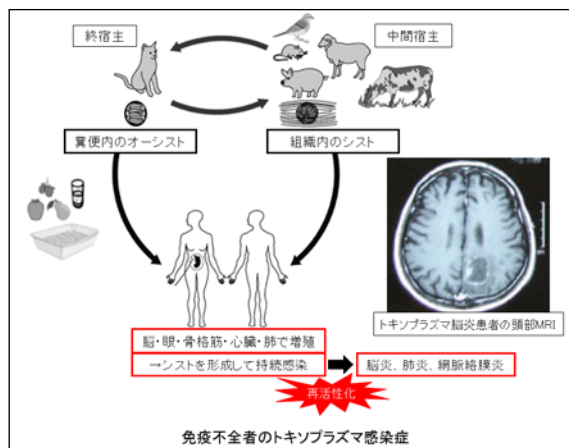 終宿主
中間宿主
糞便内のオーシスト
組織内のシスト
トキソプラズマ脳炎患者の頭部MRI
脳・眼・骨格筋・心臓・肺で増殖
→シストを形成して持続感染
脳炎、肺炎、網脈絡膜炎
再活性化
免疫不全者のトキソプラズマ感染症